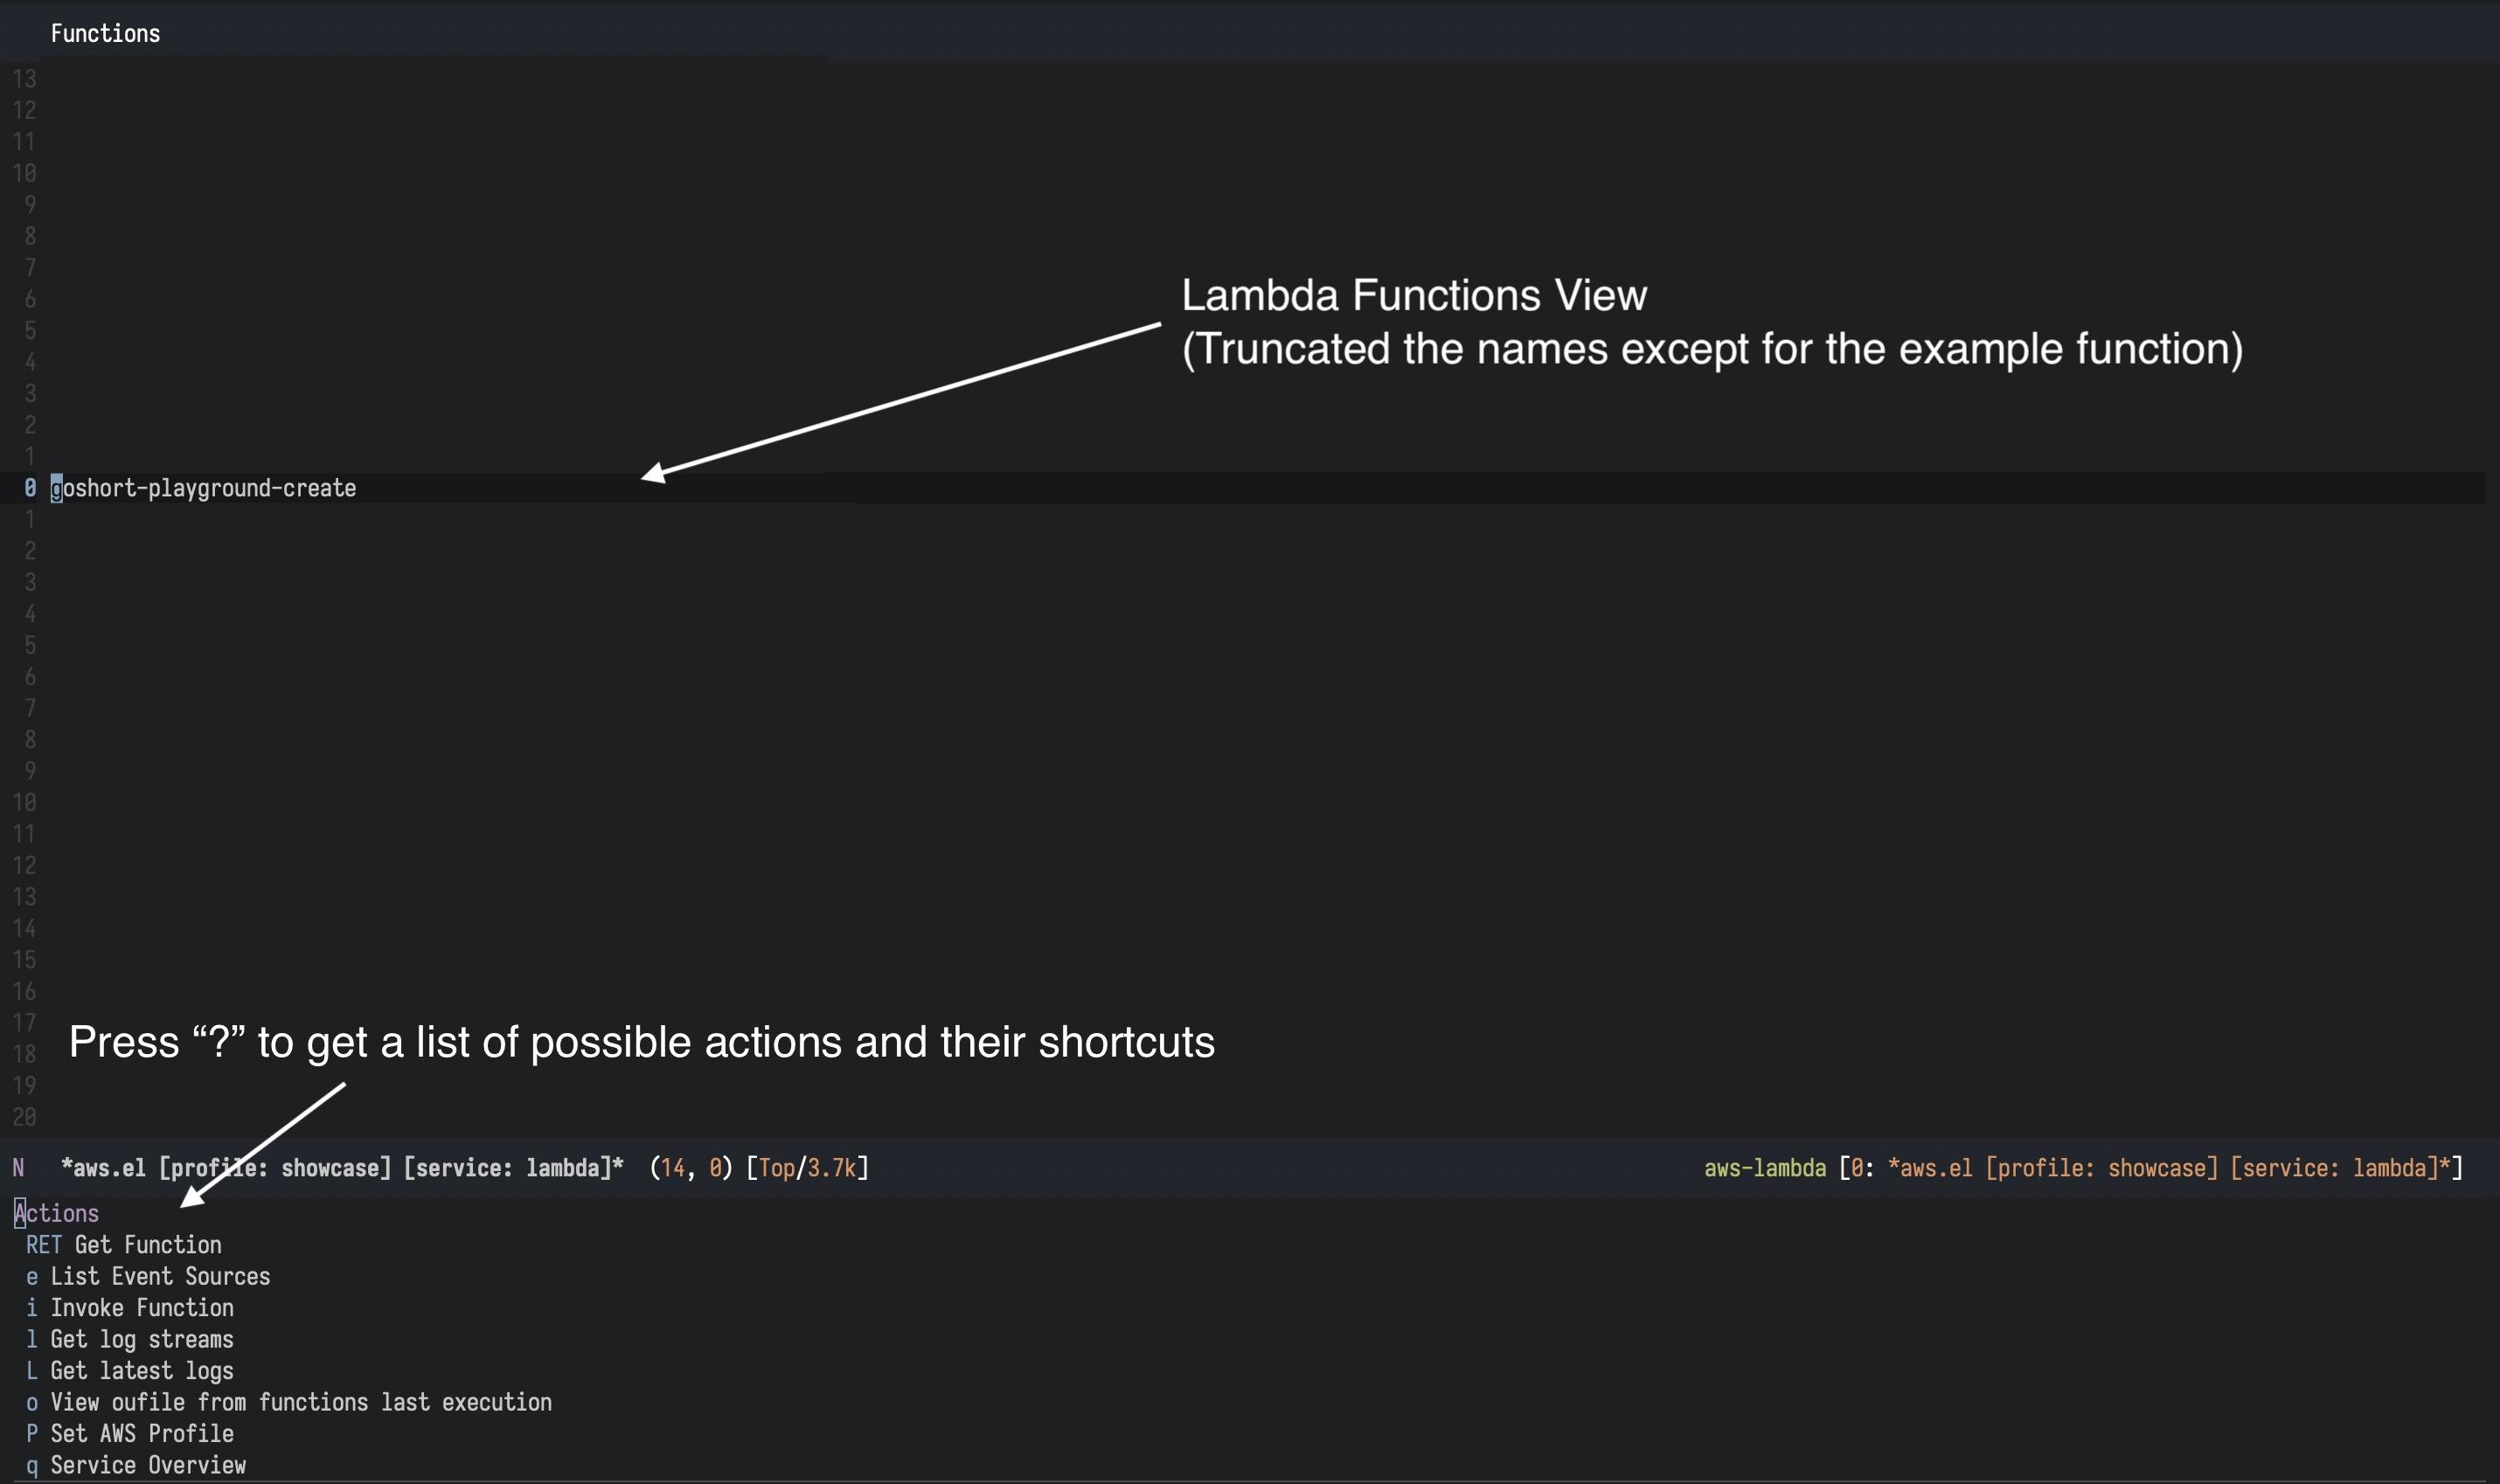 Functions
13
12
11
10
9
8
7
6
5
4
3
2
1
Lambda Functions View
(Truncated the names except for the example function)
0 goshort-playground-create
1
2
3
4
5
6
7
8
9
10
11
12
13
14
15
16
17
Press “?” to get a list of possible actions and their shortcuts
18
19
20
N *aws.el [profile: showcase] [service: lambda]* (14, 0) [Top/3.7k] aws-lambda [0: *aws.el [profile: showcase] [service: lambda]*]
Actions
RET Get Function
e List Event Sources
i Invoke Function
l Get log streams
L Get latest logs
o View oufile from functions last execution
P Set AWS Profile
q Service Overview